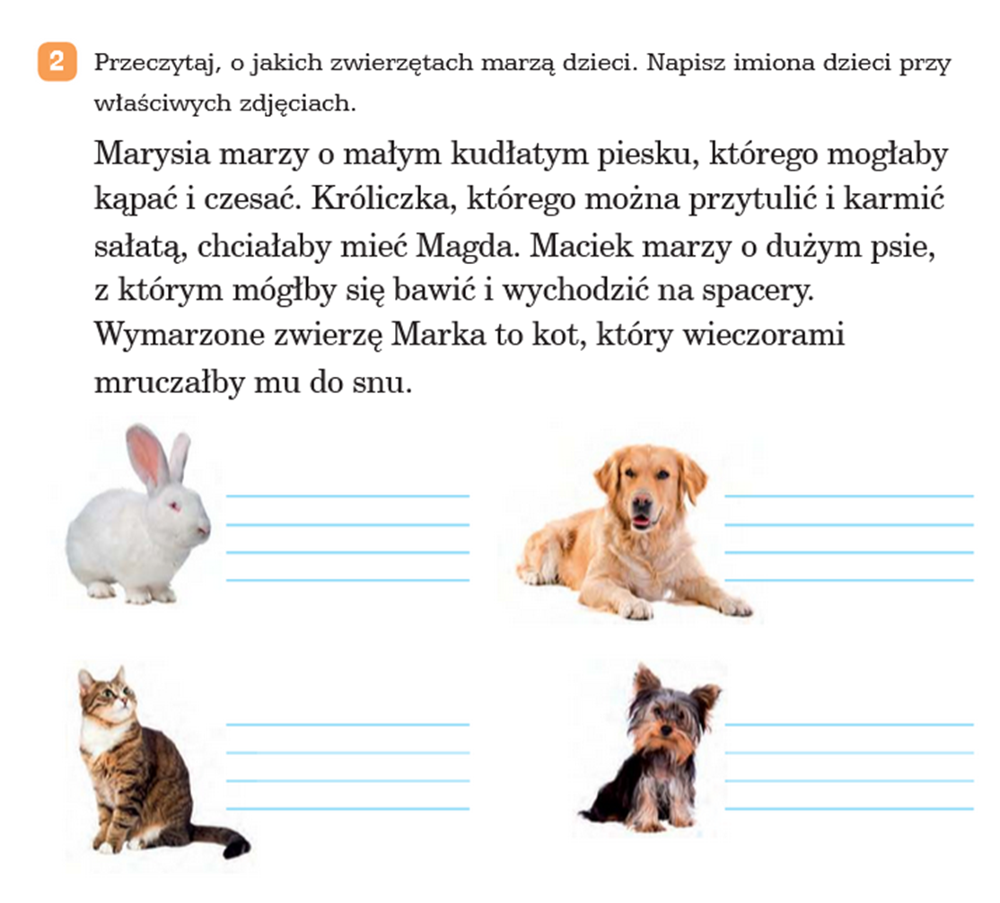 2 Przeczytaj, o jakich zwierzętach marzą dzieci. Napisz imiona dzieci przy
właściwych zdjęciach.
Marysia marzy o małym kudłatym piesku, którego mogłaby
kąpać i czesać. Króliczka, którego można przytulić i karmić
sałatą, chciałaby mieć Magda. Maciek marzy o dużym psie,
z którym mógłby się bawić i wychodzić na spacery.
Wymarzone zwierzę Marka to kot, który wieczorami
mruczałby mu do snu.